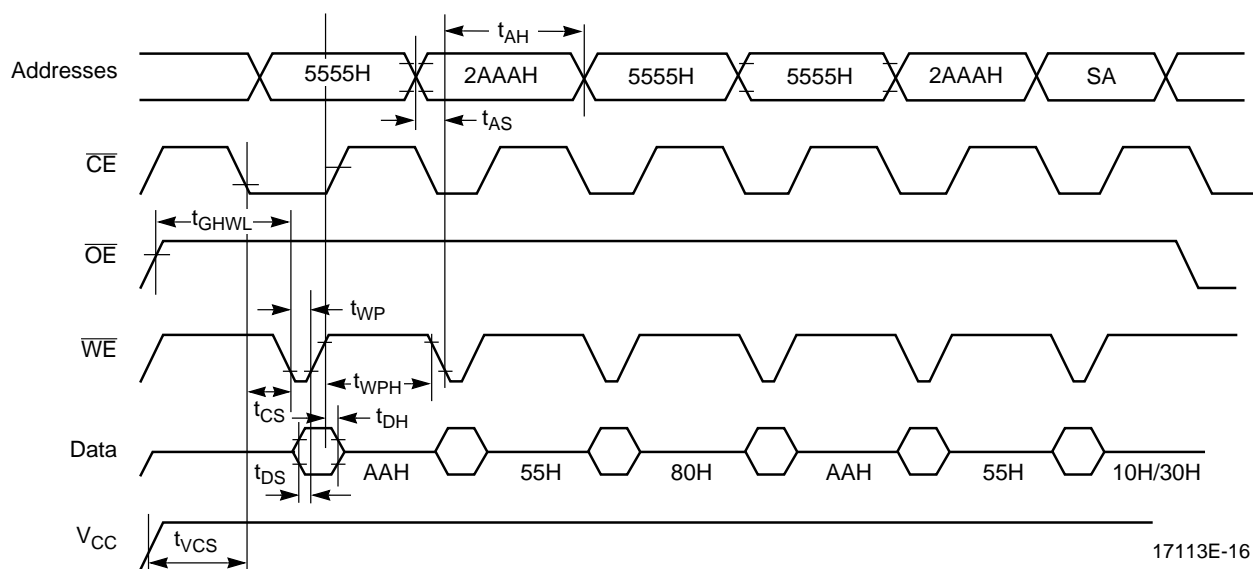 tAH
Addresses 5555H 2AAAH 5555H 5555H 2AAAH SA
tAS
CE
tGHWL
OE
tWP
WE
tWPH
tCS tDH
Data
tDS AAH 55H 80H AAH 55H 10H/30H
VCC
tVCS
17113E-16